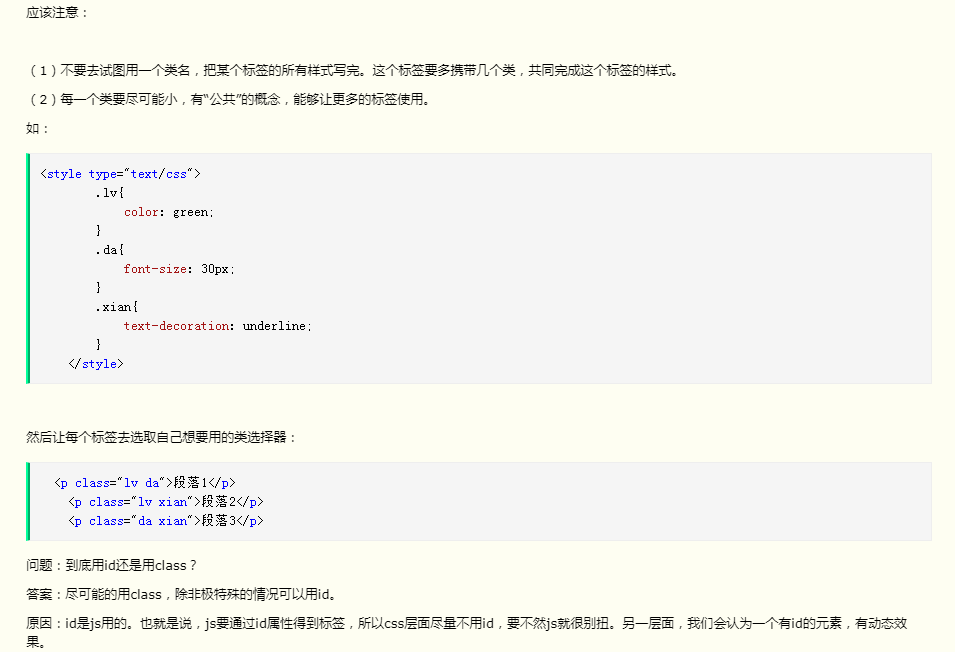 应该注意：
（1）不要去试图用一个类名，把某个标签的所有样式写完。这个标签要多携带几个类，共同完成这个标签的样式。
（2）每一个类要尽可能小，有“公共”的概念，能够让更多的标签使用。
如：
<style type="text/css">
.lv{
color: green;
}
.da{
font-size: 30px;
}
.xian{
text-decoration: underline;
}
</style>
然后让每个标签去选取自己想要用的类选择器：
<p class="lv da">段落1</p>
<p class="lv xian">段落2</p>
<p class="da xian">段落3</p>
问题：到底用id还是用class？
答案：尽可能的用class，除非极特殊的情况可以用id。
原因：id是js用的。也就是说，js要通过id属性得到标签，所以css层面尽量不用id，要不然js就很别扭。另一层面，我们会认为一个有id的元素，有动态效
果。